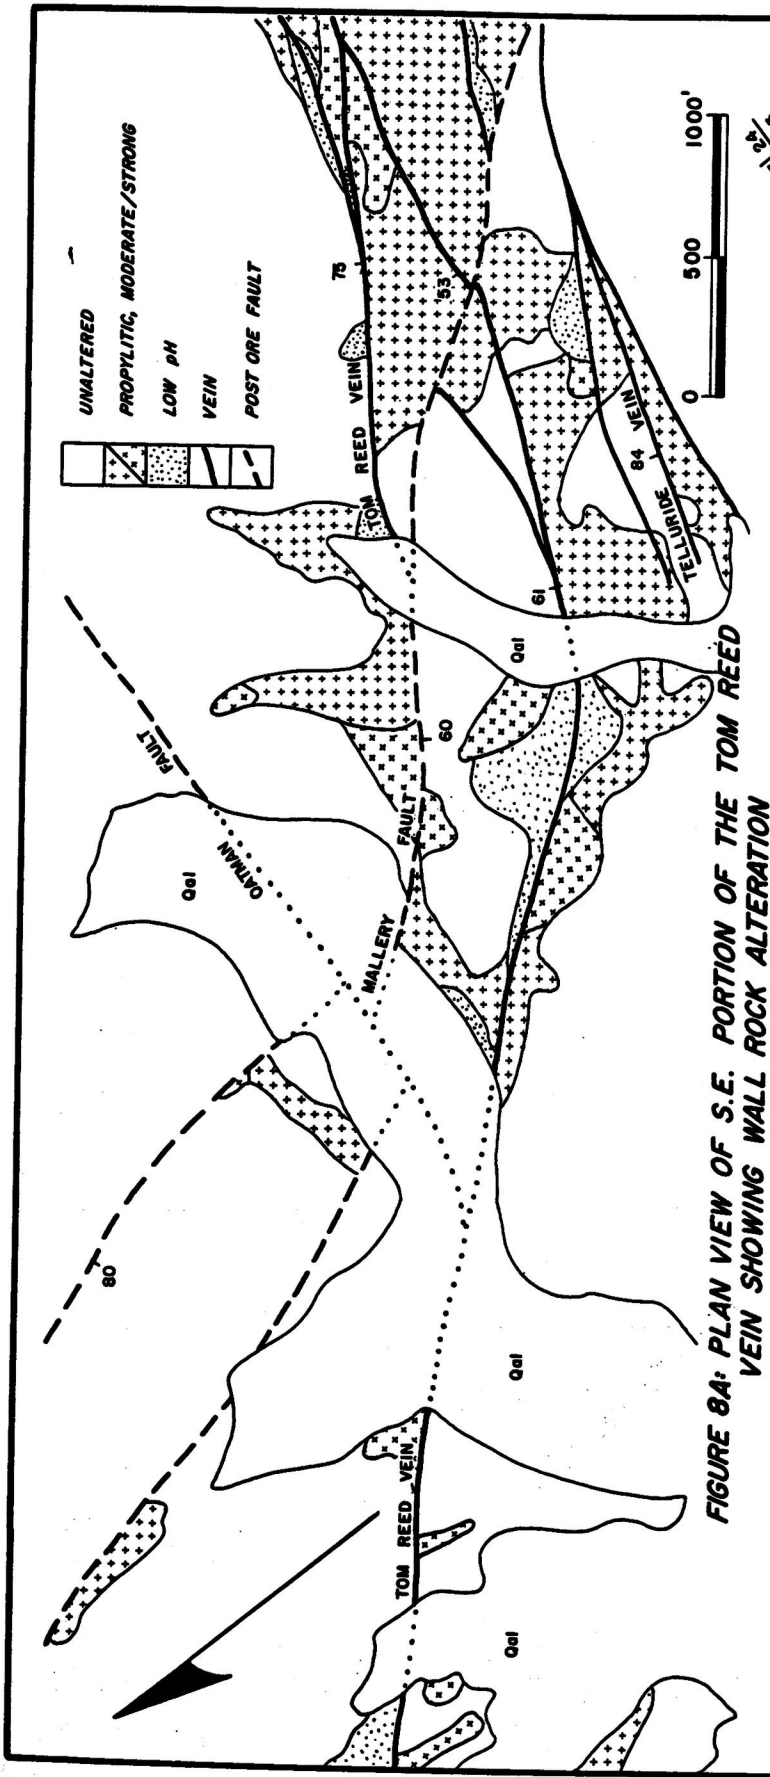 UNALTERED
PROPYLITIC, MODERATE/STRONG
LOW pH
VEIN
POST ORE FAULT
FAULT
OATMAN
Qal
MALLERY
FAULT
80
60
TOM REED VEIN
75
53
61
Qal
TELLURIDE
84
VEIN
TOM REED VEIN
Qal
Qal
0
500
1000'
FIGURE 8A: PLAN VIEW OF S.E. PORTION OF THE TOM REED
VEIN SHOWING WALL ROCK ALTERATION